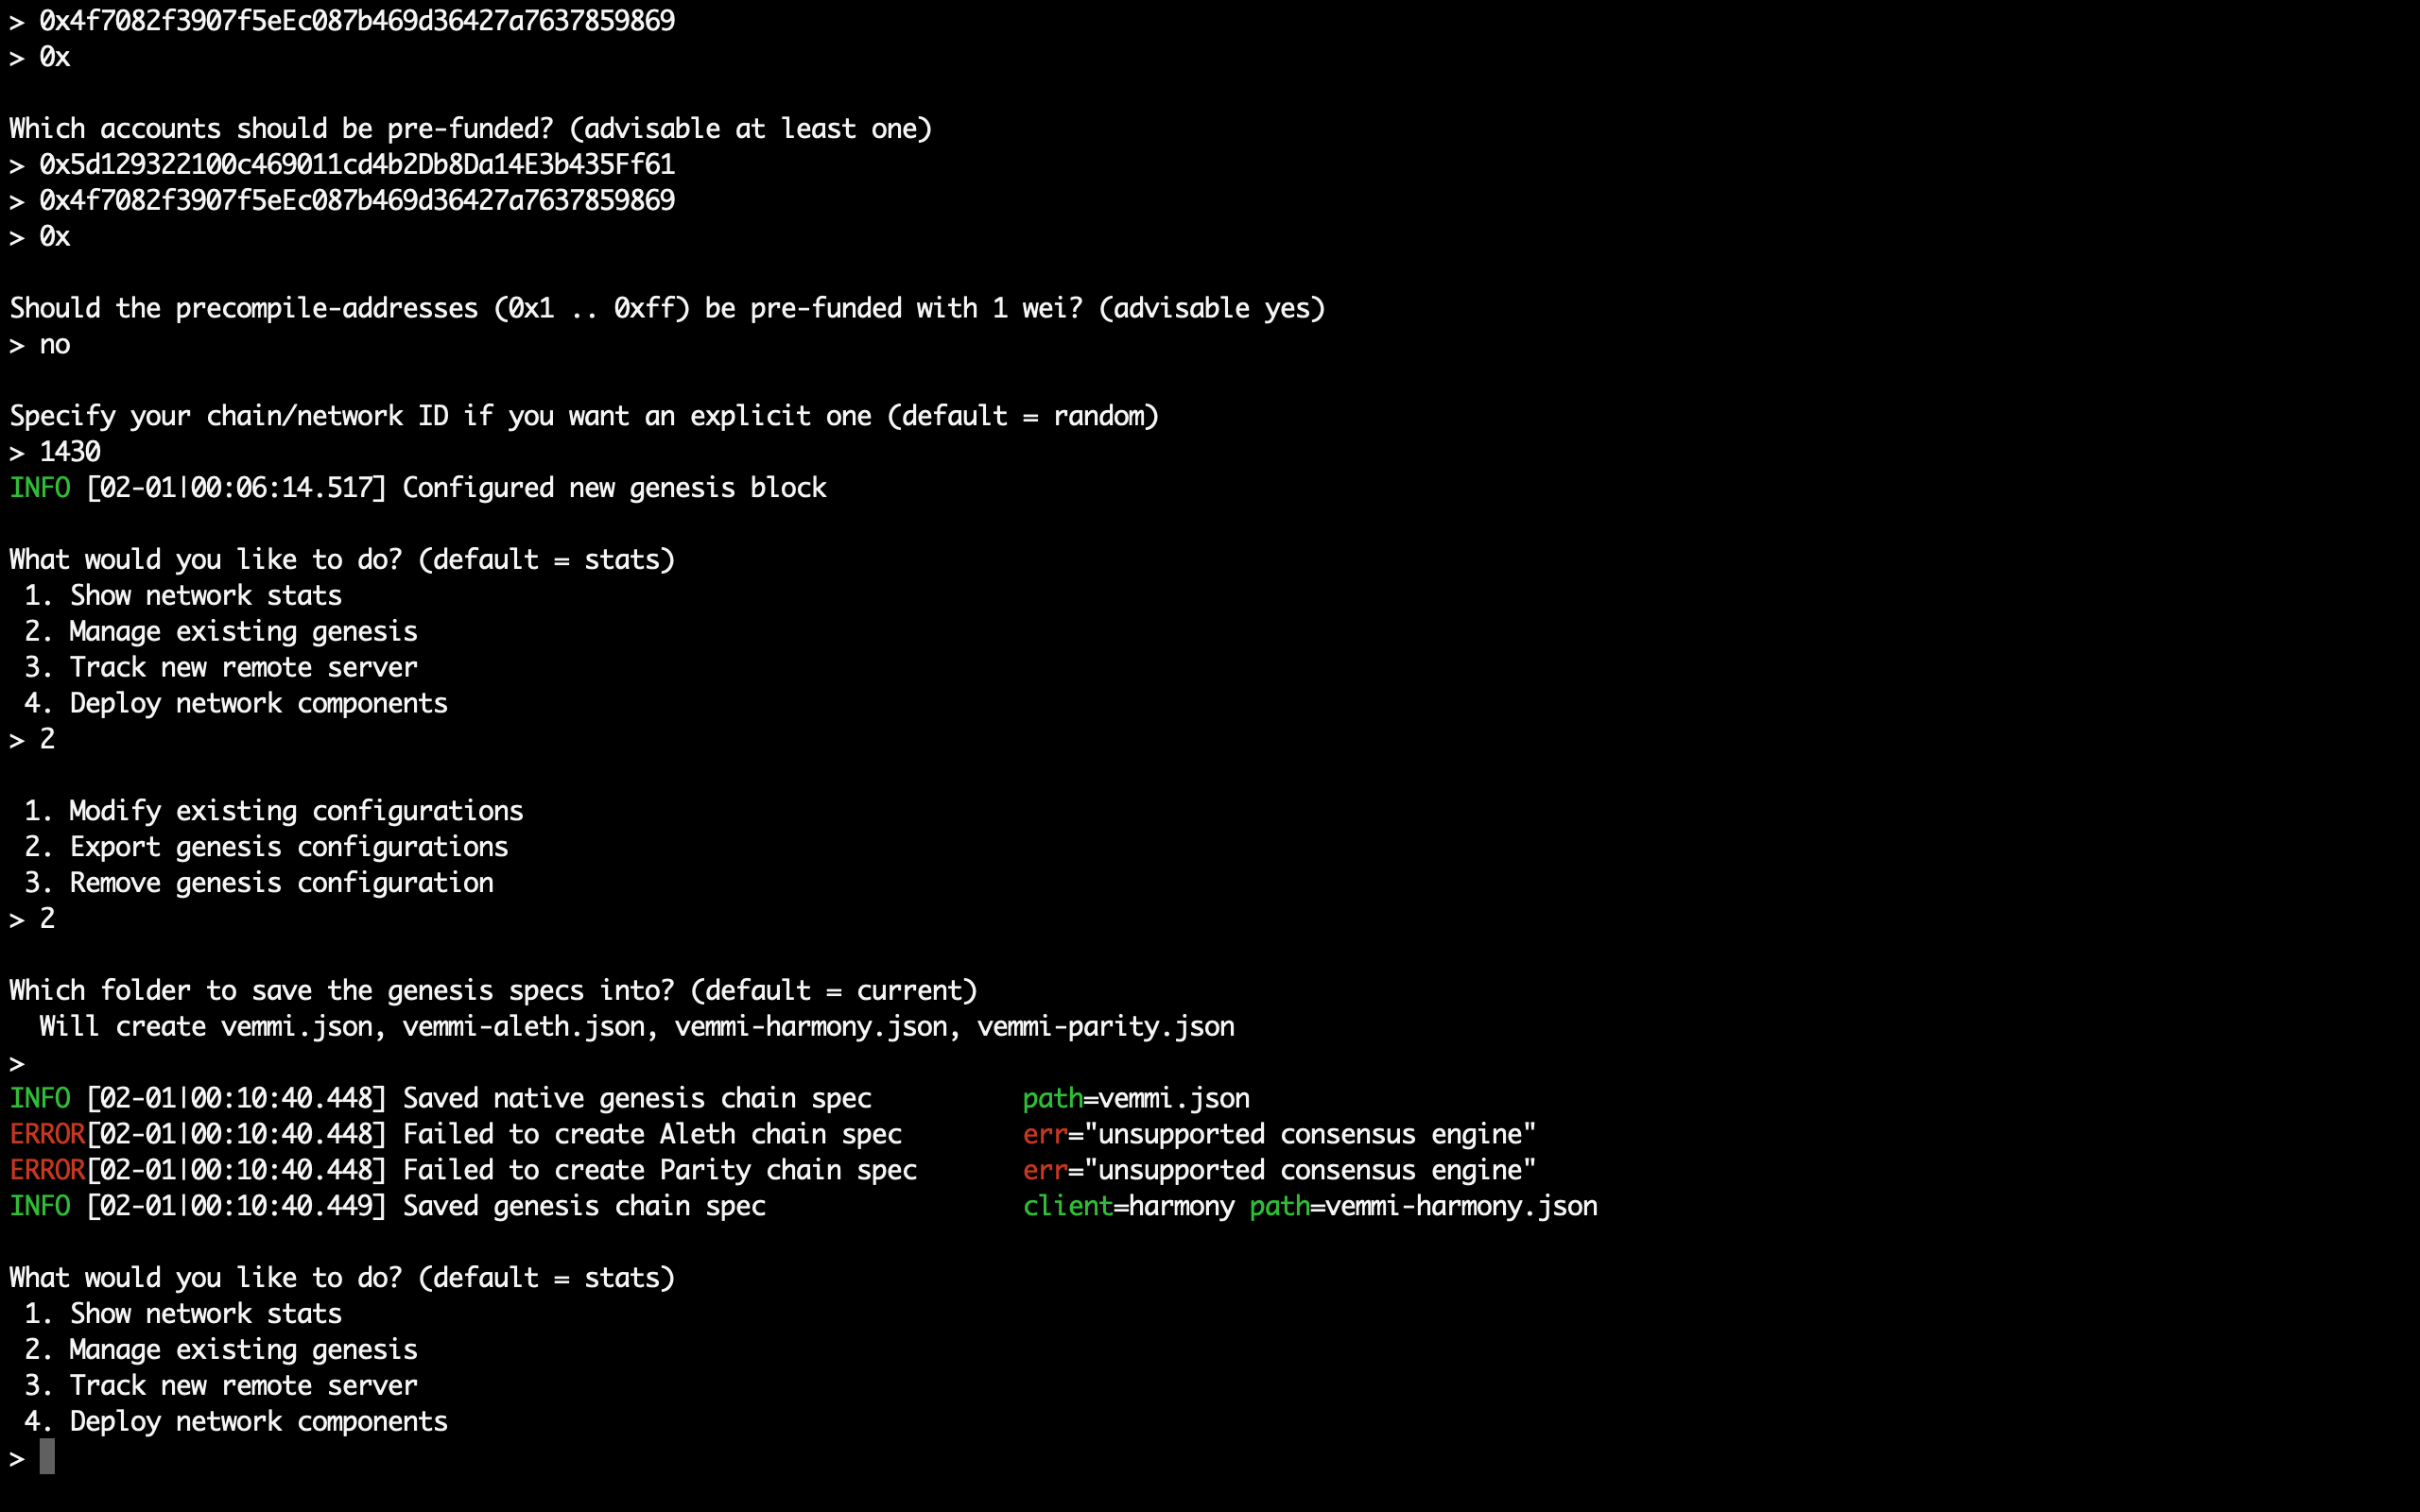 > 0x4f7082f3907f5eEc087b469d36427a7637859869
> 0x
Which accounts should be pre-funded? (advisable at least one)
> 0x5d129322100c469011cd4b2Db8Da14E3b435Ff61
> 0x4f7082f3907f5eEc087b469d36427a7637859869
> 0x
Should the precompile-addresses (0x1 .. 0xff) be pre-funded with 1 wei? (advisable yes)
> no
Specify your chain/network ID if you want an explicit one (default = random)
> 1430
INFO [02-01|00:06:14.517] Configured new genesis block
What would you like to do? (default = stats)
1. Show network stats
2. Manage existing genesis
3. Track new remote server
4. Deploy network components
> 2
1. Modify existing configurations
2. Export genesis configurations
3. Remove genesis configuration
> 2
Which folder to save the genesis specs into? (default = current)
Will create vemmi.json, vemmi-aleth.json, vemmi-harmony.json, vemmi-parity.json
>
INFO [02-01|00:10:40.448] Saved native genesis chain spec path=vemmi.json
ERROR[02-01|00:10:40.448] Failed to create Aleth chain spec err="unsupported consensus engine"
ERROR[02-01|00:10:40.448] Failed to create Parity chain spec err="unsupported consensus engine"
INFO [02-01|00:10:40.449] Saved genesis chain spec client=harmony path=vemmi-harmony.json
What would you like to do? (default = stats)
1. Show network stats
2. Manage existing genesis
3. Track new remote server
4. Deploy network components
>